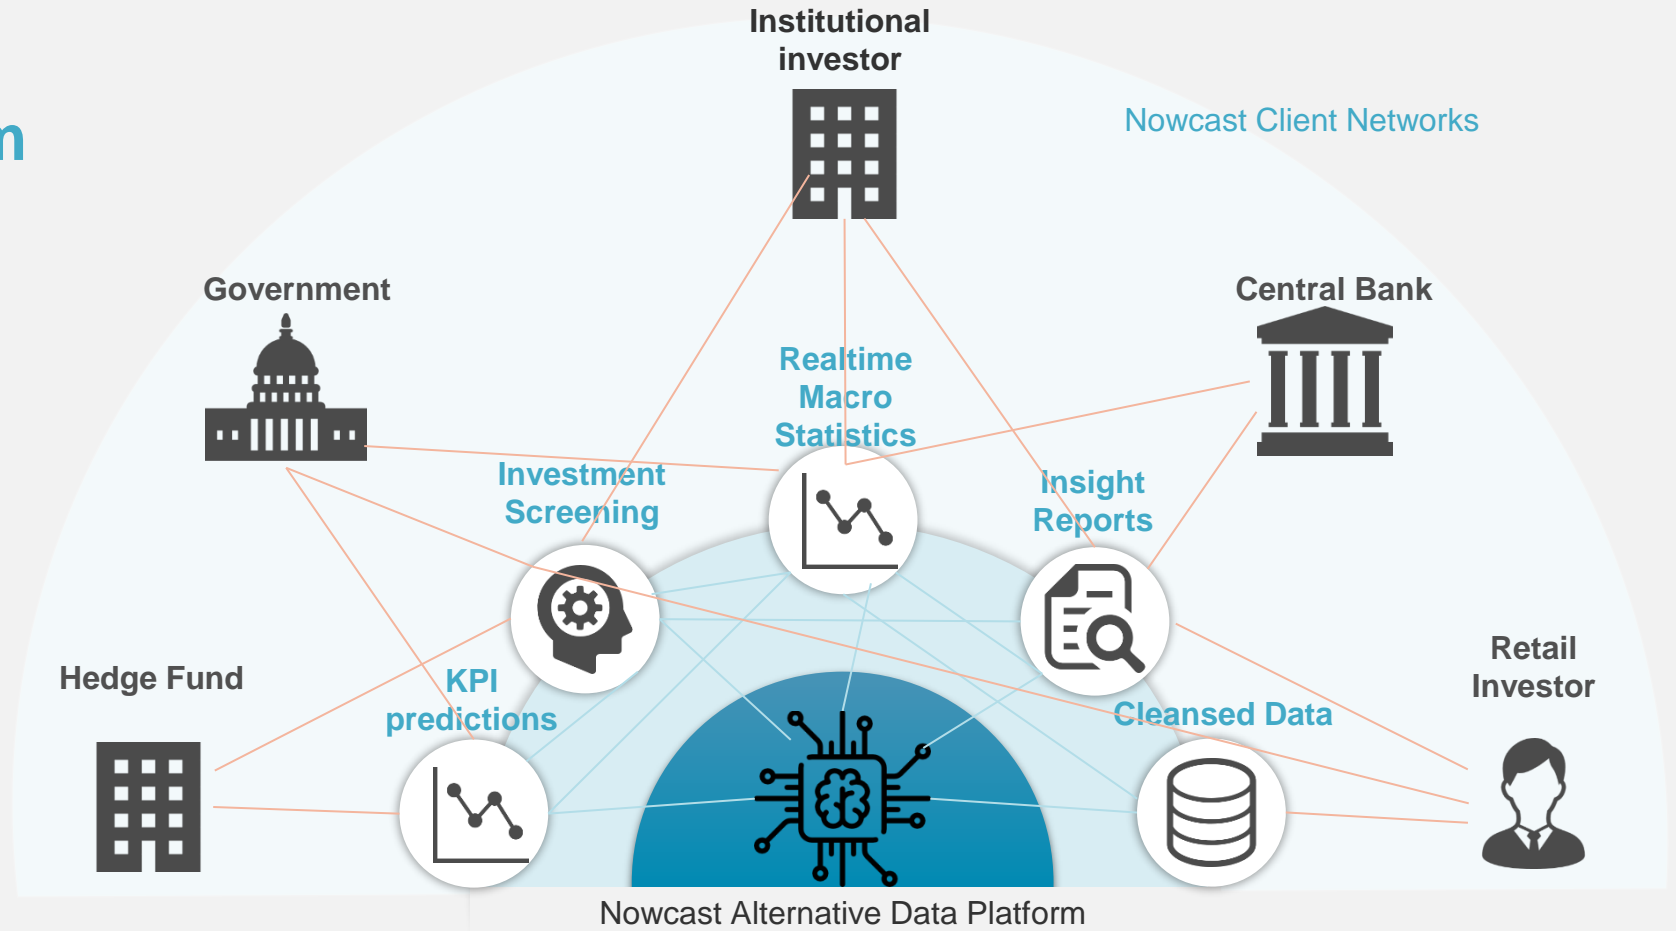 Institutional
investor
Nowcast Client Networks
Government
Central Bank
Realtime
Macro
Statistics
Investment
Screening
Insight
Reports
Hedge Fund
KPI
predictions
Retail
Investor
Cleansed Data
Nowcast Alternative Data Platform